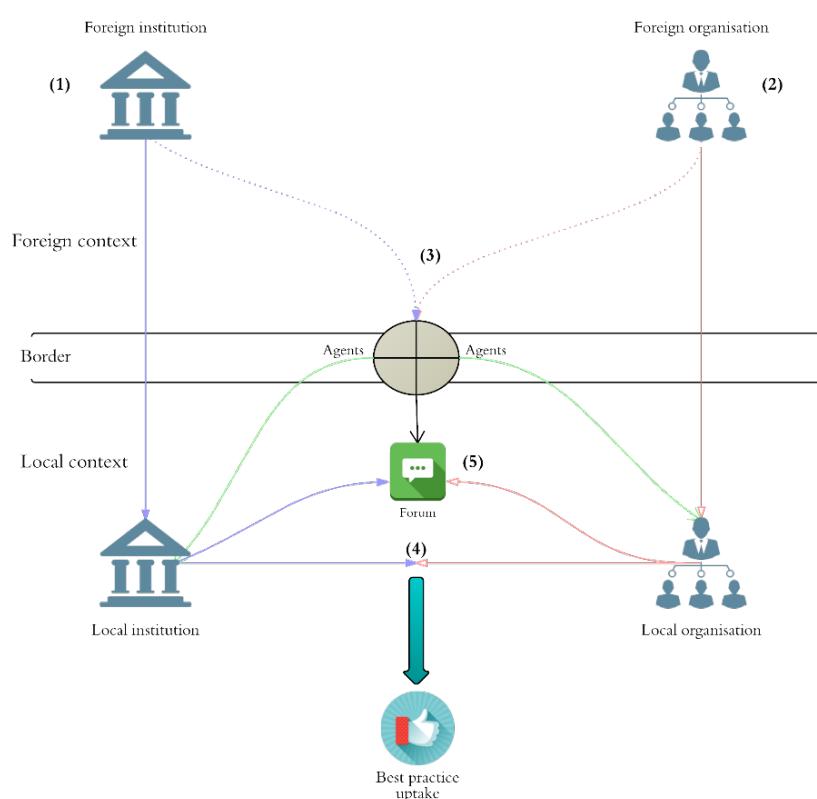 Foreign institution
Foreign organisation
(1)
(2)
Foreign context
(3)
Border
Agents
Agents
Local context
(5)
Forum
(4)
Local institution
Local organisation
Best practice
uptake